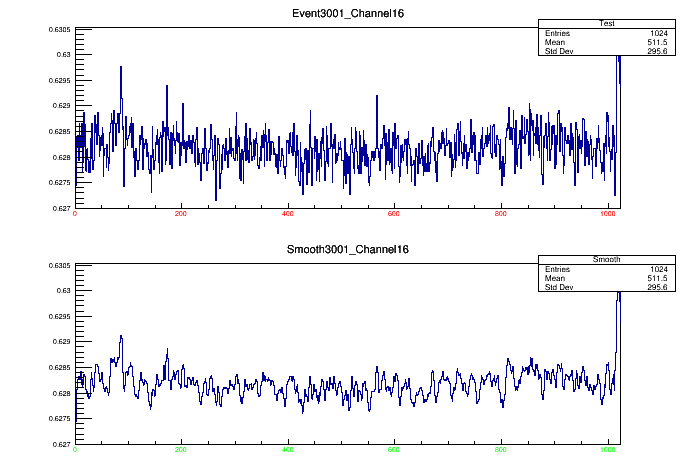 Event3001_Channel16
Test
Entries 1024
Mean 511.5
Std Dev 295.6
0.6305
0.63
0.6295
0.629
0.6285
0.628
0.6275
0.627
0 200 400 600 800 1000
Smooth3001_Channel16
Smooth
Entries 1024
Mean 511.5
Std Dev 295.6
0.6305
0.63
0.6295
0.629
0.6285
0.628
0.6275
0.627
0 200 400 600 800 1000